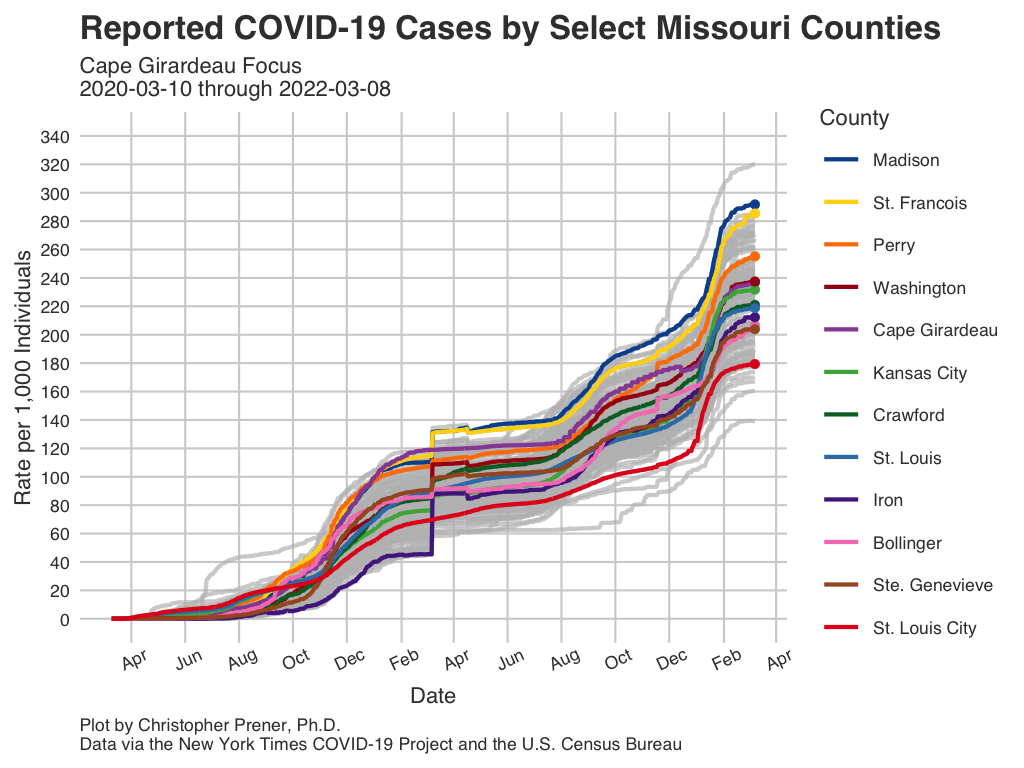 Reported COVID-19 Cases by Select Missouri Counties
Cape Girardeau Focus
2020-03-10 through 2022-03-08
County
Madison
St. Francois
Perry
Washington
Cape Girardeau
Kansas City
Crawford
St. Louis
Iron
Bollinger
Ste. Genevieve
St. Louis City
Rate per 1,000 Individuals
340
320
300
280
260
240
220
200
180
160
140
120
100
80
60
40
20
0
Apr Jun Aug Oct Dec Feb Apr Jun Aug Oct Dec Feb Apr
Date
Plot by Christopher Prener, Ph.D.
Data via the New York Times COVID-19 Project and the U.S. Census Bureau